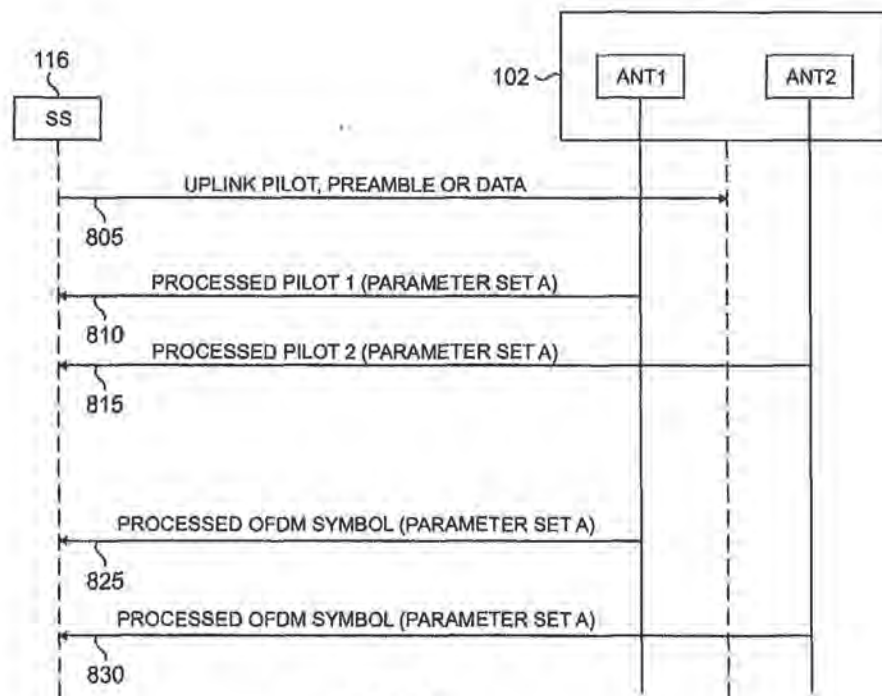 116
SS
102
ANT1
ANT2
UPLINK PILOT, PREAMBLE OR DATA
805
PROCESSED PILOT 1 (PARAMETER SET A)
810
PROCESSED PILOT 2 (PARAMETER SET A)
815
PROCESSED OFDM SYMBOL (PARAMETER SET A)
825
PROCESSED OFDM SYMBOL (PARAMETER SET A)
830